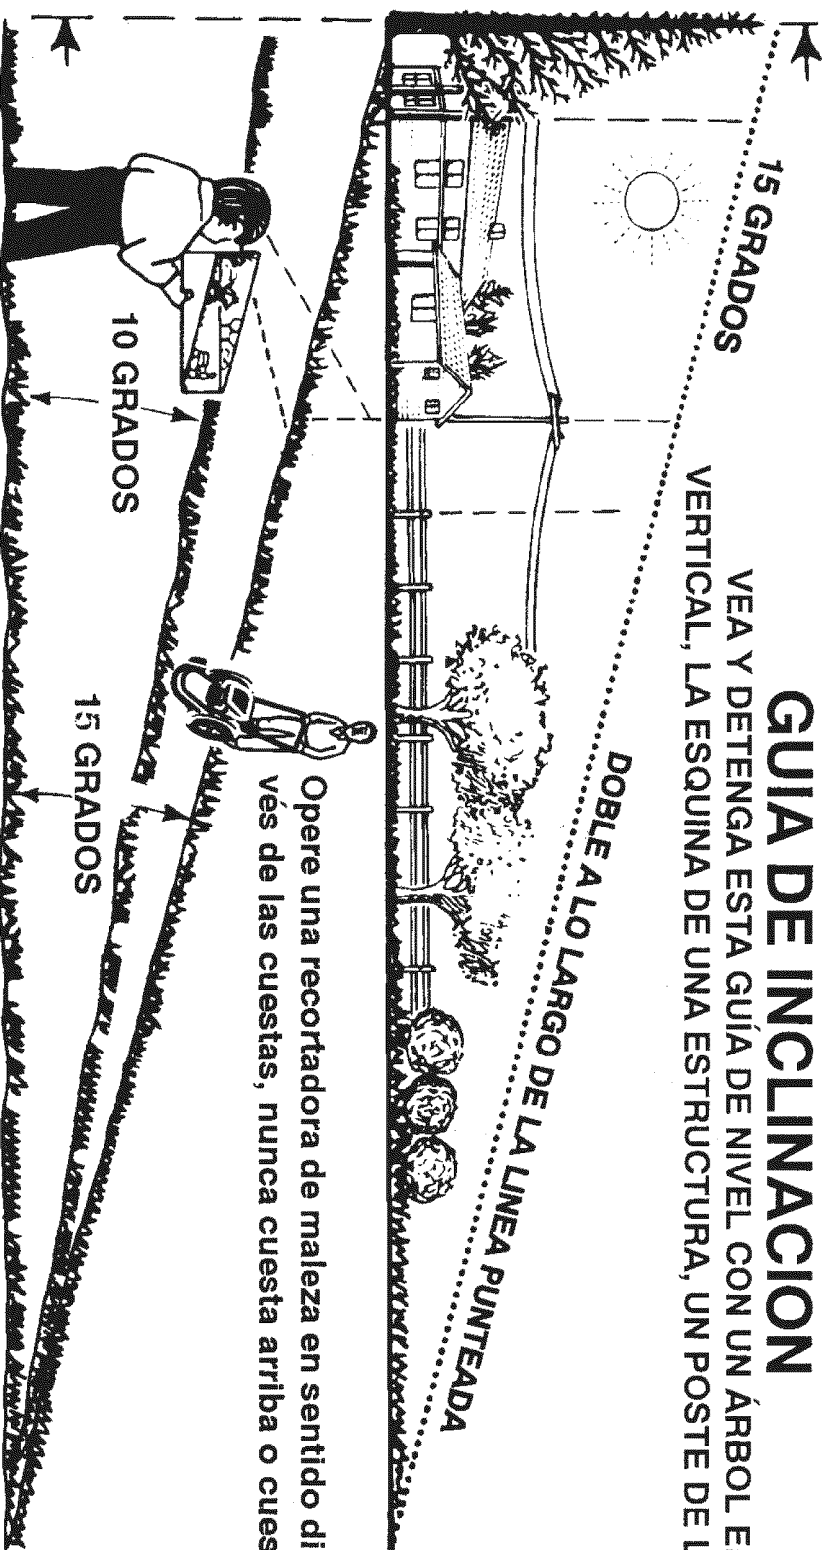 GUIA DE INCLINACION
VEA Y DETENGA ESTA GUÍA DE NIVEL CON UN ÁRBOL
VERTICAL, LA ESQUINA DE UNA ESTRUCTURA, UN POSTE DE
15 GRADOS
DOBLE A LO LARGO DE LA LINEA PUNTEADA
Opere una recortadora de maleza en sentido
vés de las cuestas, nunca cuesta arriba o
10 GRADOS
15 GRADOS